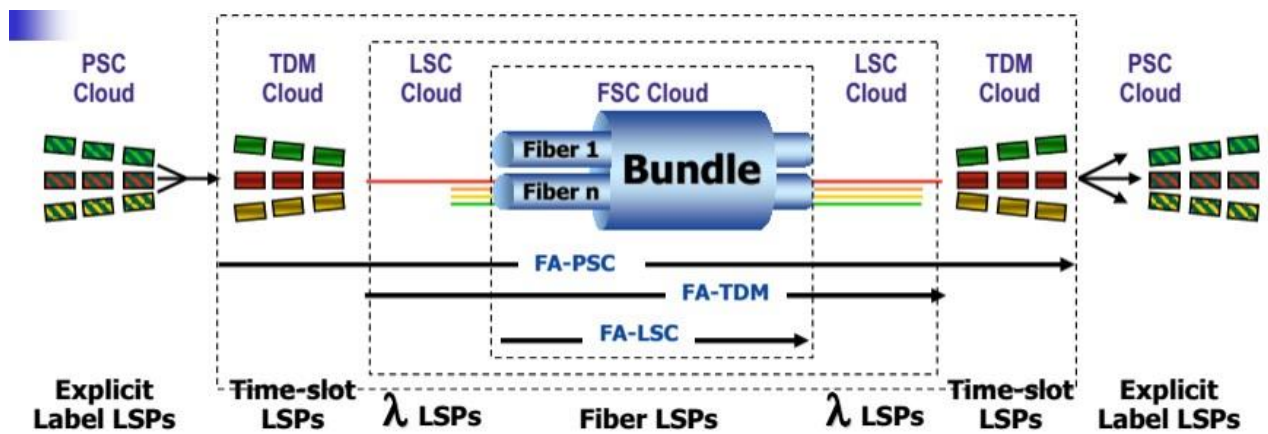 PSC
Cloud
TDM
Cloud
LSC
Cloud
FSC Cloud
LSC
Cloud
TDM
Cloud
PSC
Cloud
Fiber 1
Bundle
Fiber n
FA-PSC
FA-TDM
FA-LSC
Explicit
Label LSPs
Time-slot
LSPs
λ LSPs
Fiber LSPs
λ LSPs
Time-slot
LSPs
Explicit
Label LSPs